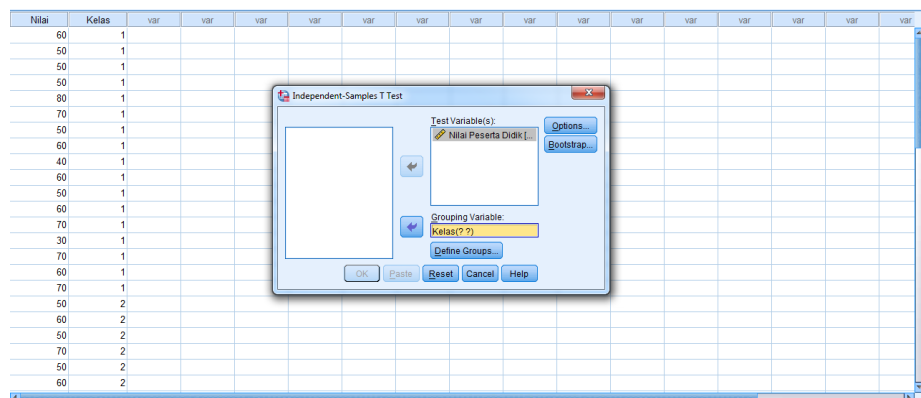 Nilai Kelas var var var var var var var var var var var var var var var var
60 1
50 1
50 1
50 1
80 1
70 1
50 1
60 1
40 1
60 1
50 1
60 1
70 1
30 1
70 1
60 1
70 1
50 2
60 2
50 2
70 2
50 2
60 2
Independent-Samples T Test
Test Variable(s):
Nilai Peserta Didik [...
Options...
Bootstrap...
Grouping Variable:
Kelas(? ?)
Define Groups...
OK Paste Reset Cancel Help